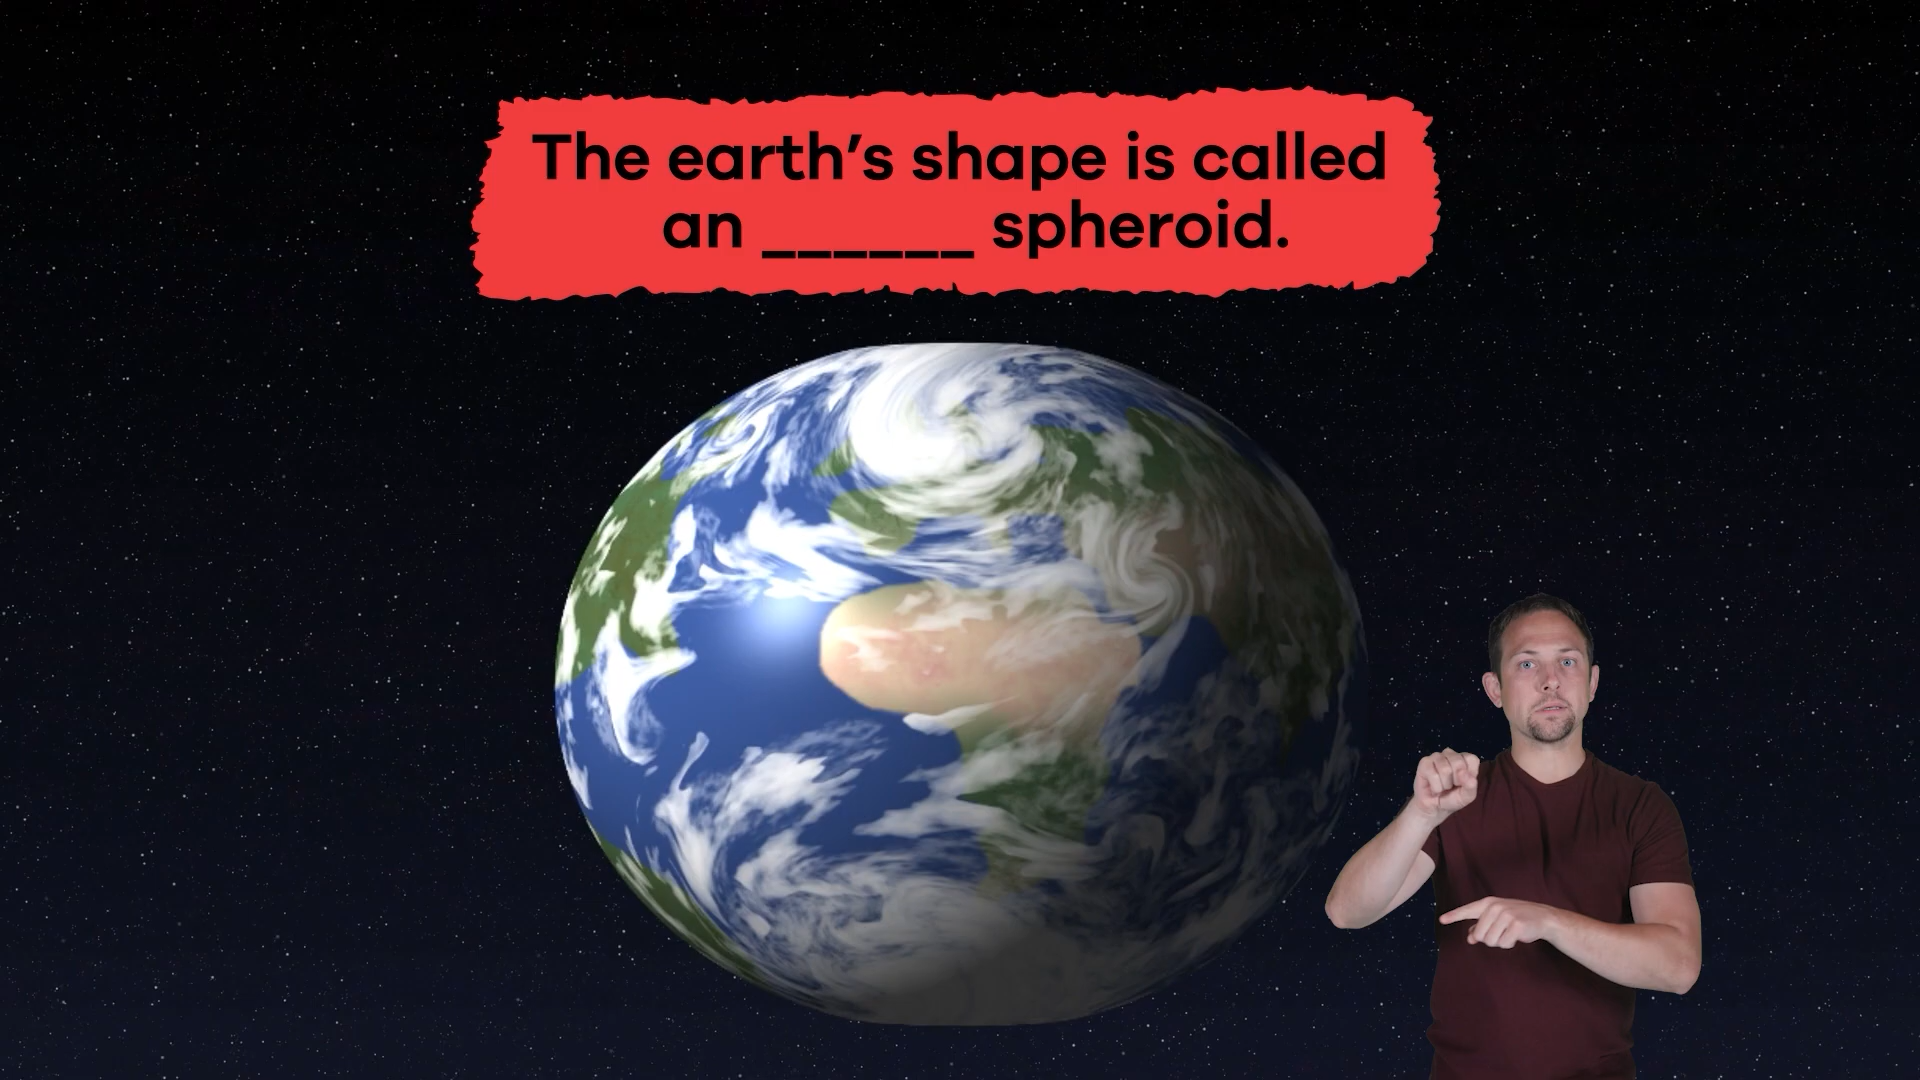 The earth’s shape is called
an ______ spheroid.